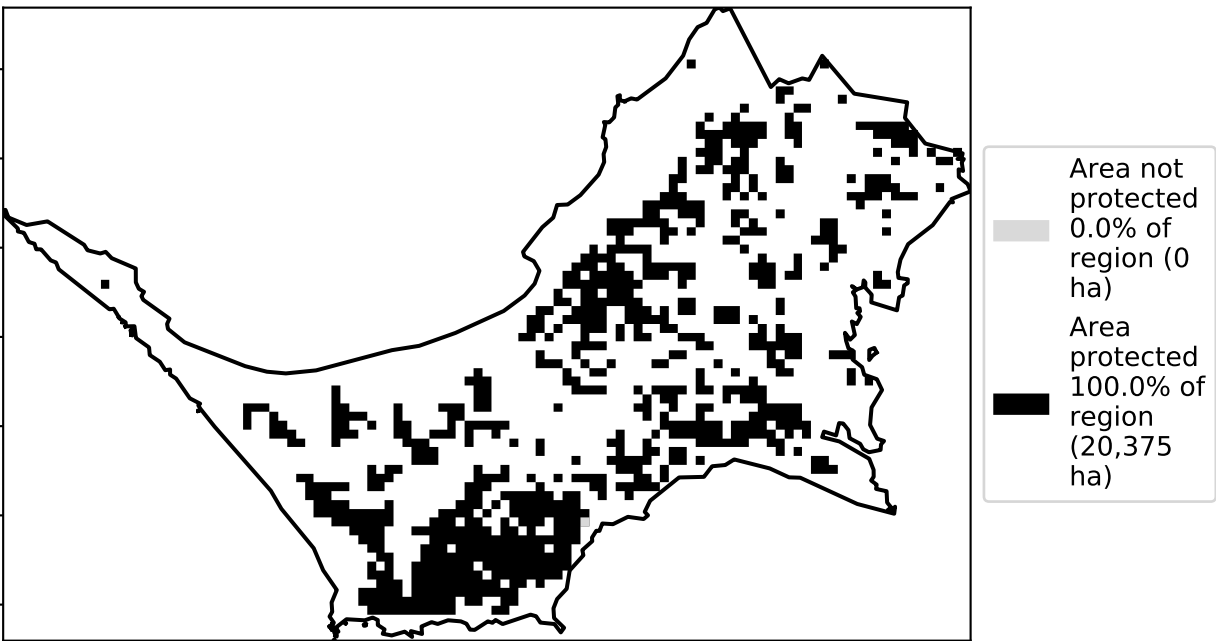 Area not
protected
0.0% of
region (0
ha)
Area
protected
100.0% of
region
(20,375
ha)